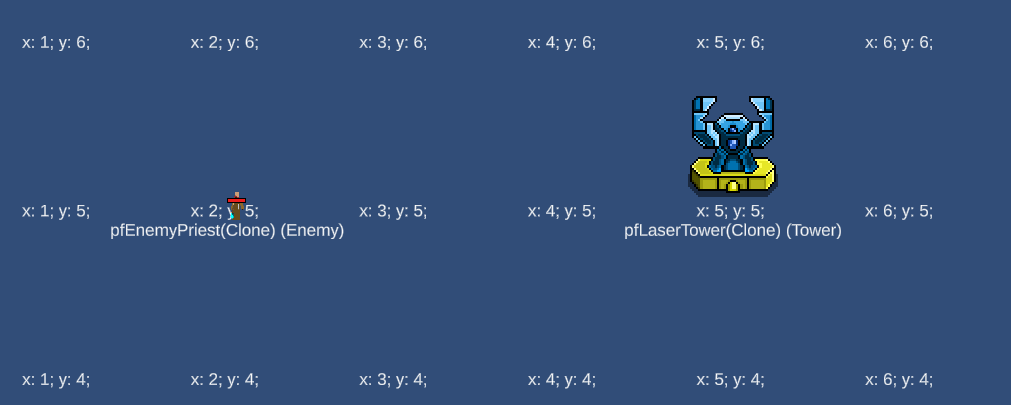 x: 1; y: 6; x: 2; y: 6; x: 3; y: 6; x: 4; y: 6; x: 5; y: 6; x: 6; y: 6;
x: 1; y: 5; x: 2; y: 5; x: 3; y: 5; x: 4; y: 5; x: 5; y: 5; x: 6; y: 5;
pfEnemyPriest(Clone) (Enemy) pfLaserTower(Clone) (Tower)
x: 1; y: 4; x: 2; y: 4; x: 3; y: 4; x: 4; y: 4; x: 5; y: 4; x: 6; y: 4;